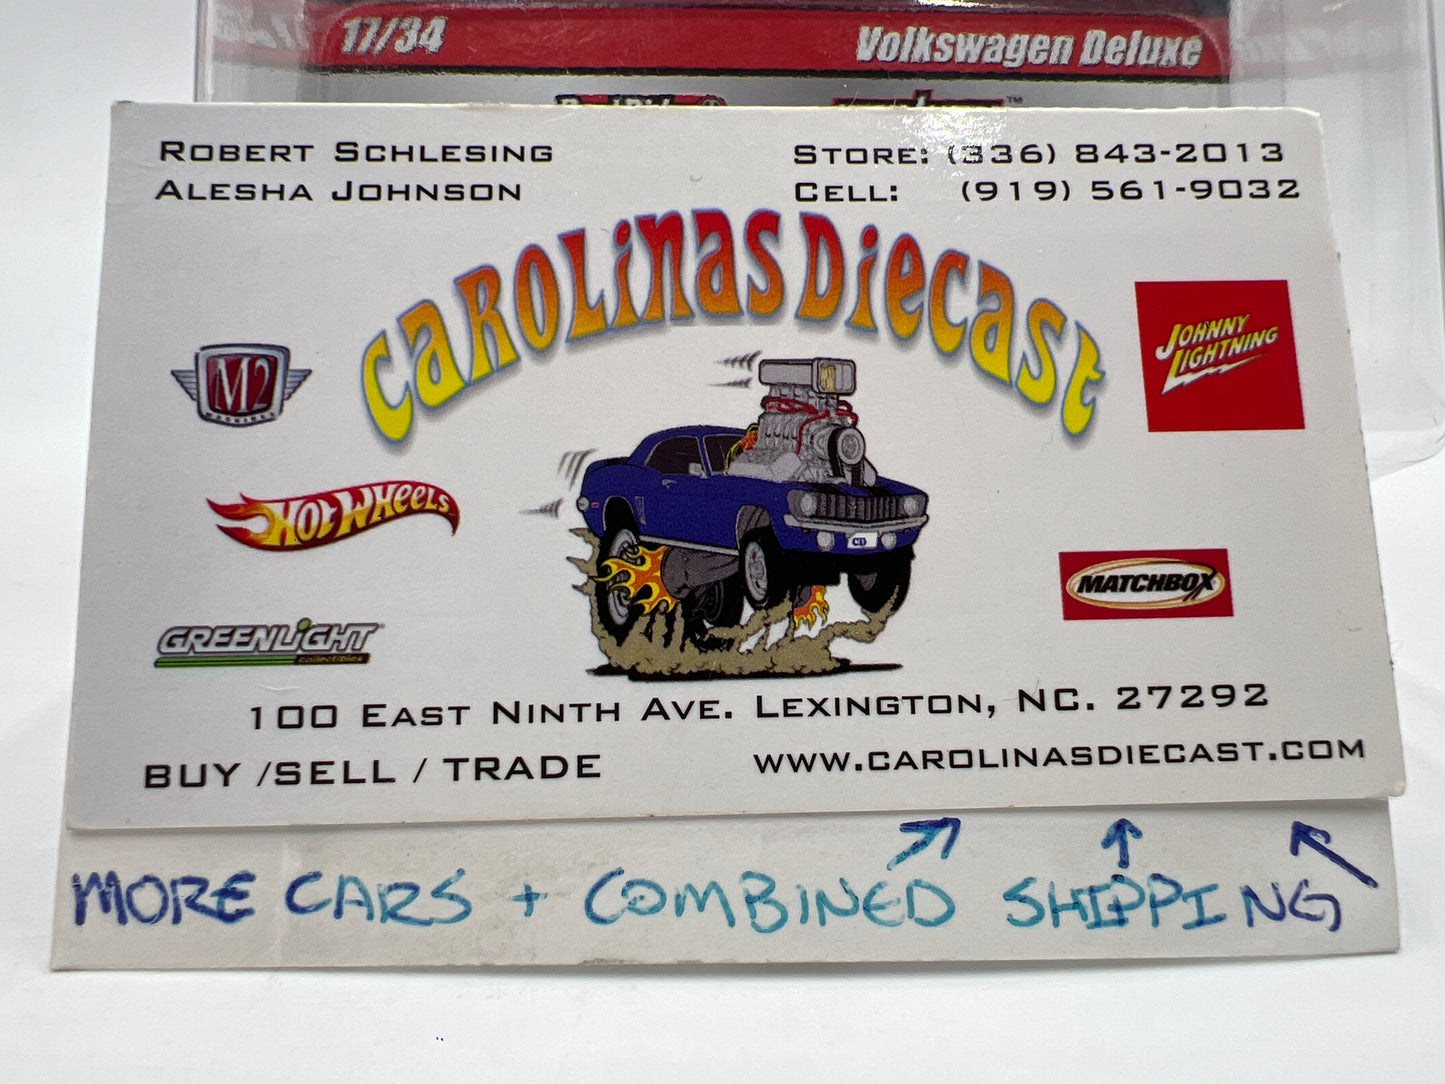 17/34 Volkswagen Deluxe
ROBERT SCHLESING
ALESHA JOHNSON
STORE: (336) 843-2013
CELL: (919) 561-9032
CAROLINAS DIECAST
M2
MACHINES
JOHNNY
LIGHTNING
HOT WHEELS
MATCHBOX
GREENLIGHT
collectibles
100 EAST NINTH AVE. LEXINGTON, NC. 27292
BUY /SELL / TRADE
WWW.CAROLINASDIECAST.COM
MORE CARS + COMBINED SHIPPING